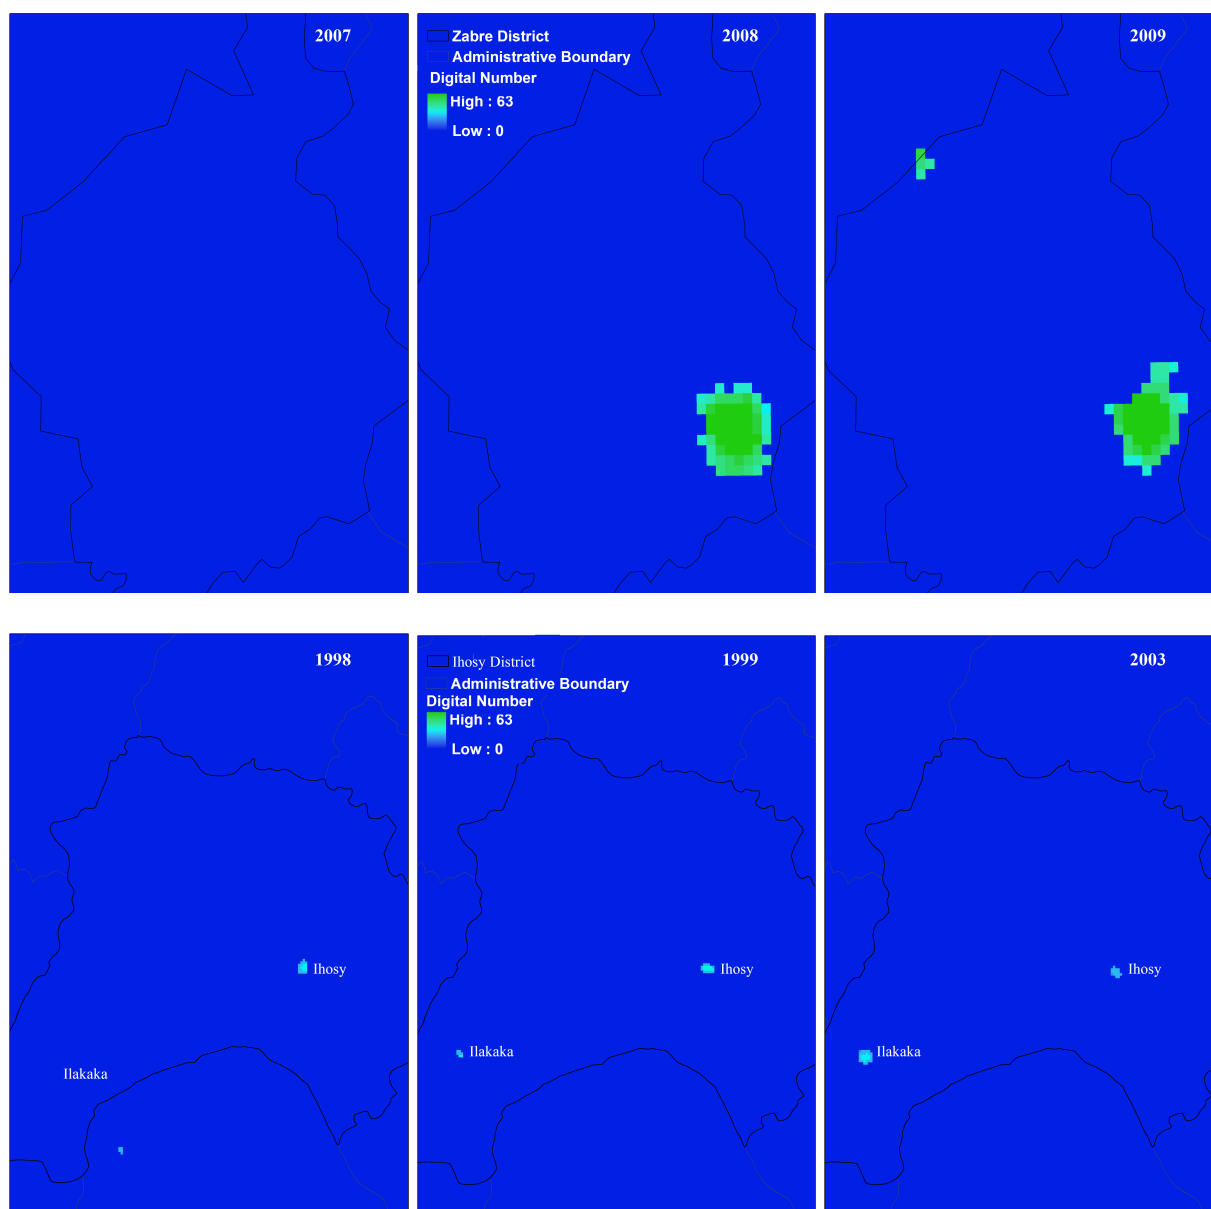 2007
Zabre District
Administrative Boundary
Digital Number
High : 63
Low : 0
2008
2009
1998
Ihosy
Ilakaka
Ihosy District
Administrative Boundary
Digital Number
High : 63
Low : 0
1999
Ihosy
Ilakaka
2003
Ihosy
Ilakaka